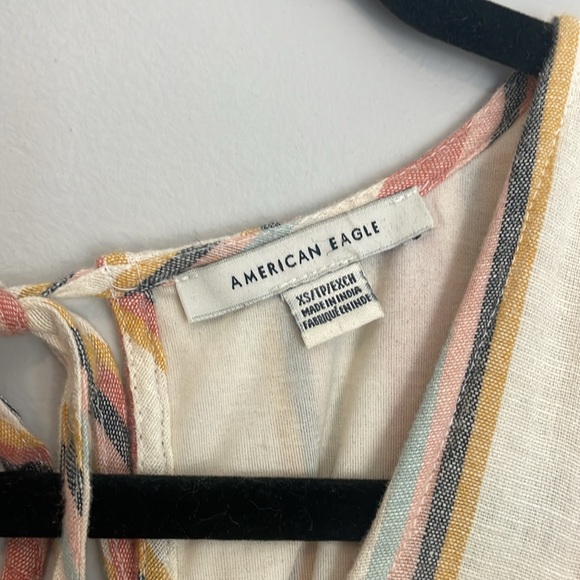 AMERICAN EAGLE
XS/TP/EXCH
MADE IN INDIA
FABRIQUÉ EN INDE